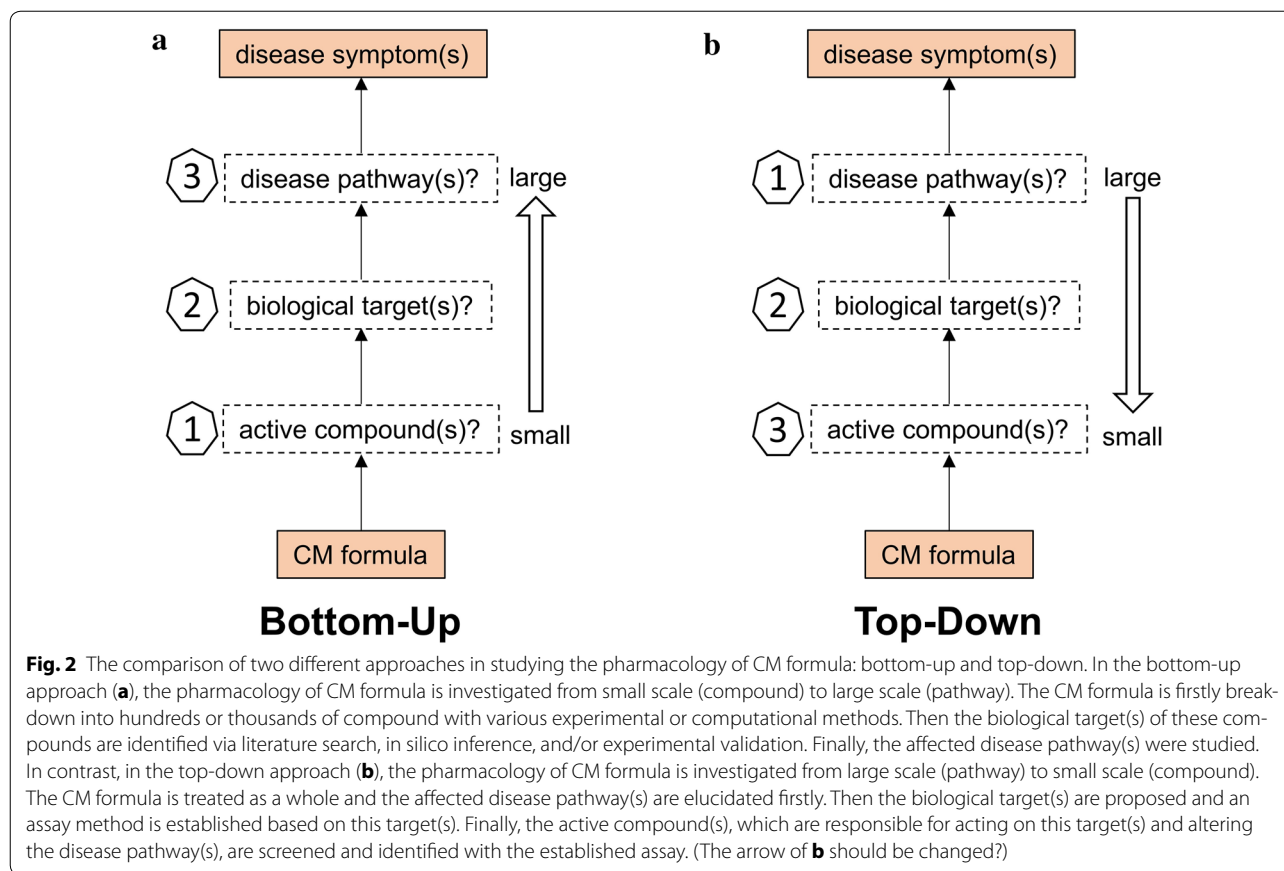 a
disease symptom(s)
3
disease pathway(s)?
large
2
biological target(s)?
1
active compound(s)?
small
CM formula
Bottom-Up
b
disease symptom(s)
1
disease pathway(s)?
large
2
biological target(s)?
3
active compound(s)?
small
CM formula
Top-Down
Fig. 2 The comparison of two different approaches in studying the pharmacology of CM formula: bottom-up and top-down. In the bottom-up
approach (a), the pharmacology of CM formula is investigated from small scale (compound) to large scale (pathway). The CM formula is firstly break-
down into hundreds or thousands of compound with various experimental or computational methods. Then the biological target(s) of these com-
pounds are identified via literature search, in silico inference, and/or experimental validation. Finally, the affected disease pathway(s) were studied.
In contrast, in the top-down approach (b), the pharmacology of CM formula is investigated from large scale (pathway) to small scale (compound).
The CM formula is treated as a whole and the affected disease pathway(s) are elucidated firstly. Then the biological target(s) are proposed and an
assay method is established based on this target(s). Finally, the active compound(s), which are responsible for acting on this target(s) and altering
the disease pathway(s), are screened and identified with the established assay. (The arrow of b should be changed?)